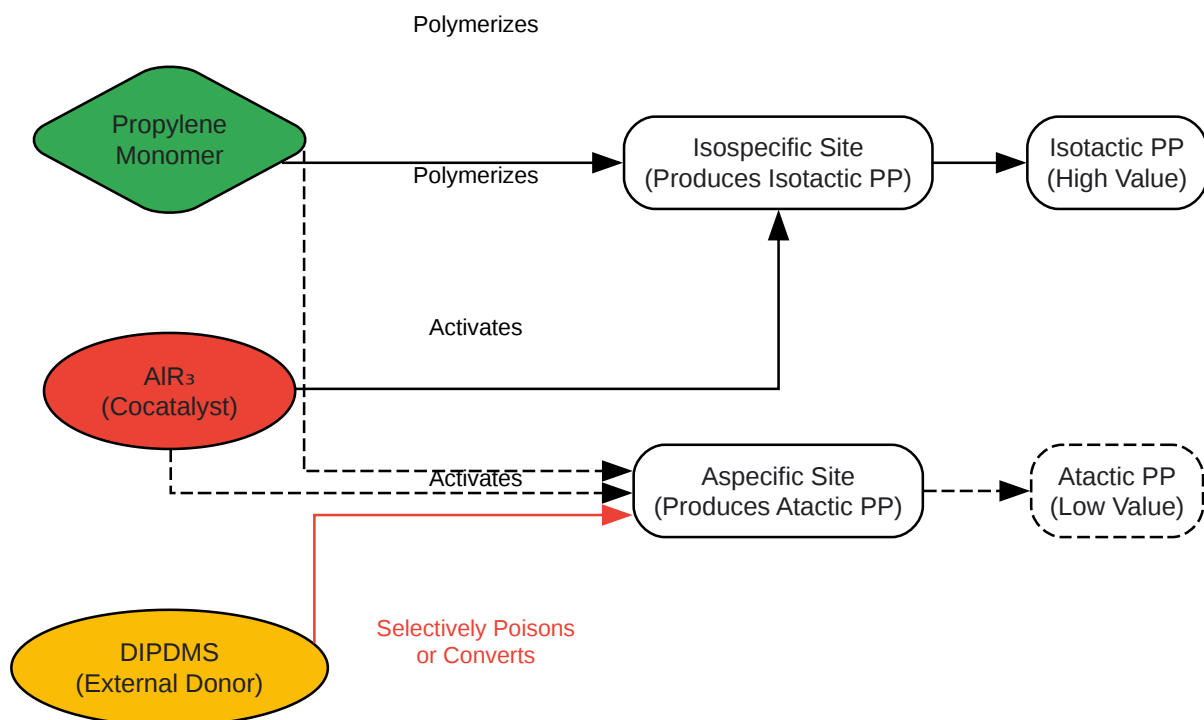 Polymerizes
Propylene
Monomer
Polymerizes
Isospecific Site
(Produces Isotactic PP)
Isotactic PP
(High Value)
Activates
AlR₃
(Cocatalyst)
Activates
Aspecific Site
(Produces Atactic PP)
Atactic PP
(Low Value)
Selectively Poisons
or Converts
DIPDMS
(External Donor)